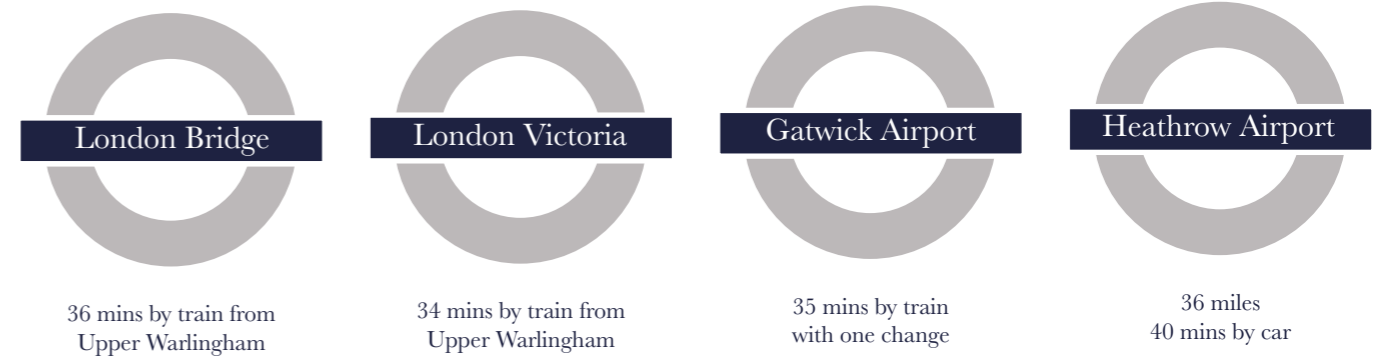 London Bridge
36 mins by train from
Upper Warlingham
London Victoria
34 mins by train from
Upper Warlingham
Gatwick Airport
35 mins by train
with one change
Heathrow Airport
36 miles
40 mins by car